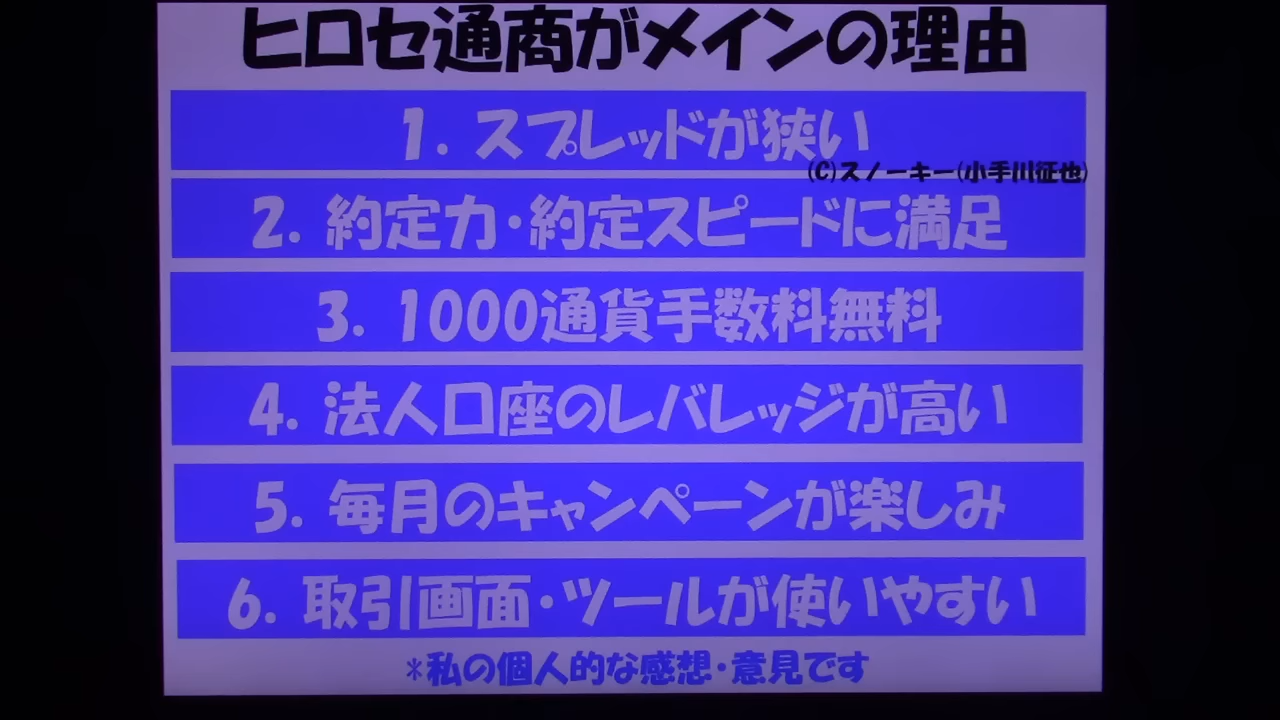 ヒロセ通商がメインの理由
1. スプレッドが狭い
(C)スノーキー(小手川征也)
2. 約定力・約定スピードに満足
3. 1000通貨手数料無料
4. 法人口座のレバレッジが高い
5. 毎月のキャンペーンが楽しみ
6. 取引画面・ツールが使いやすい
*私の個人的な感想・意見です